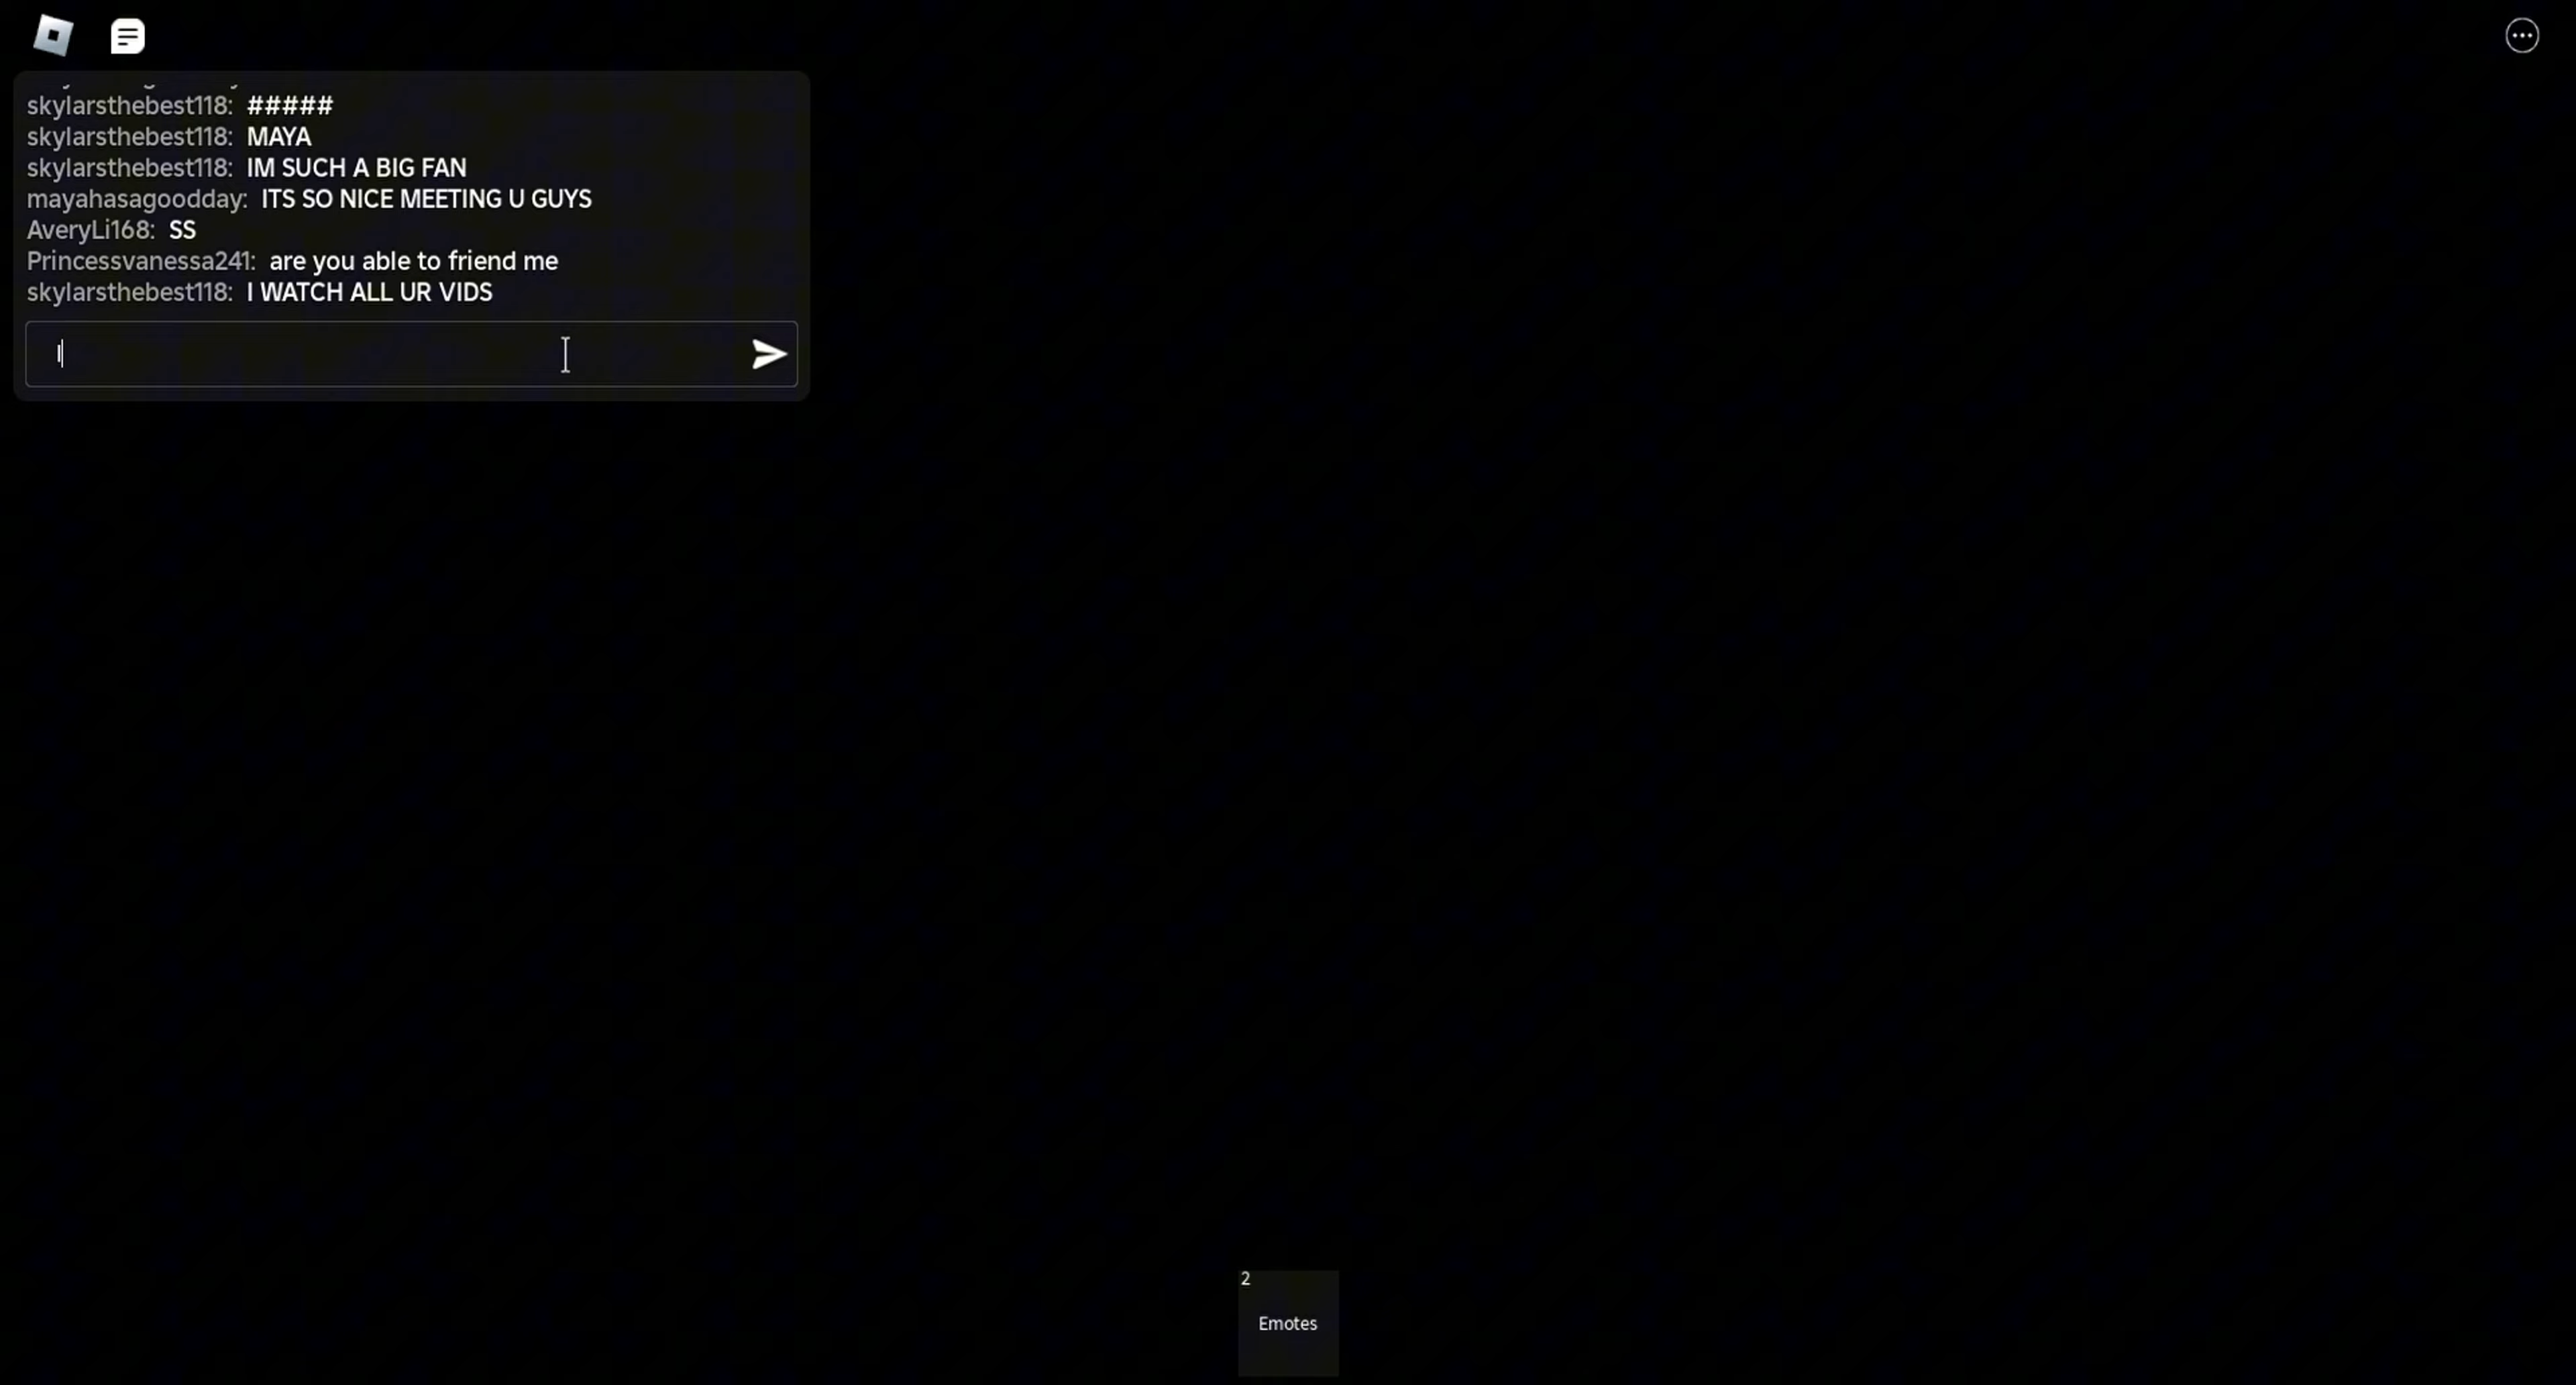 skylarsthebest118: #####
skylarsthebest118: MAYA
skylarsthebest118: IM SUCH A BIG FAN
mayahasagoodday: ITS SO NICE MEETING U GUYS
AveryLi168: SS
Princessvanessa241: are you able to friend me
skylarsthebest118: I WATCH ALL UR VIDS
2
Emotes